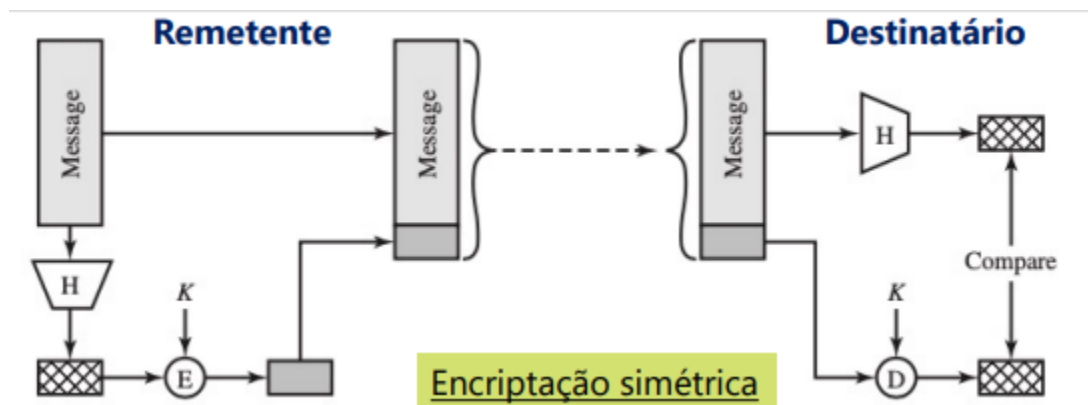 Remetente
Destinatário
Message
Message
Message
H
H
Compare
K
K
E
D
Encriptação simétrica